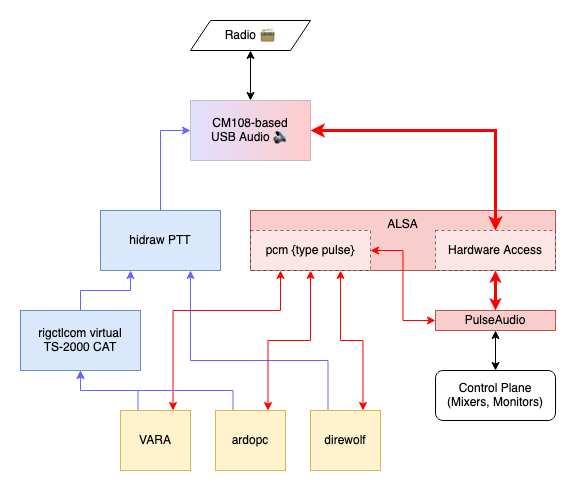 Radio 📻
CM108-based
USB Audio 🔈
hidraw PTT
ALSA
pcm {type pulse}
Hardware Access
rigctlcom virtual
TS-2000 CAT
PulseAudio
Control Plane
(Mixers, Monitors)
VARA
ardopc
direwolf